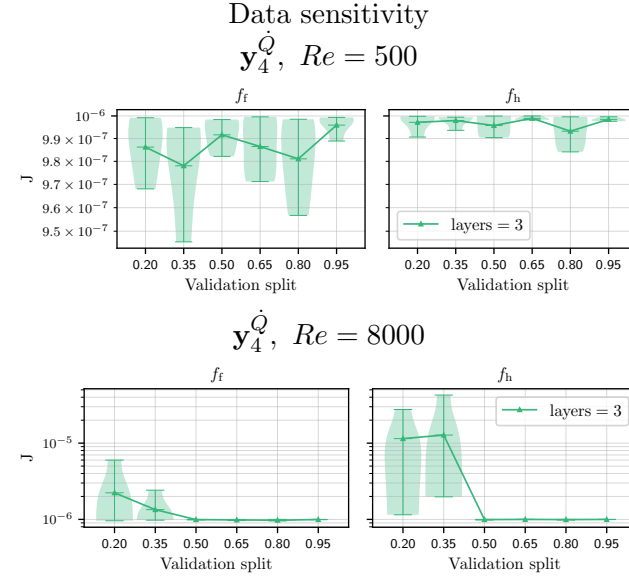 Data sensitivity
𝐲₄^Q̇, Re = 500
f_f
f_h
10⁻⁶
9.9 × 10⁻⁷
9.8 × 10⁻⁷
9.7 × 10⁻⁷
9.6 × 10⁻⁷
9.5 × 10⁻⁷
J
layers = 3
0.20 0.35 0.50 0.65 0.80 0.95
0.20 0.35 0.50 0.65 0.80 0.95
Validation split
Validation split
𝐲₄^Q̇, Re = 8000
f_f
f_h
10⁻⁵
10⁻⁶
J
layers = 3
0.20 0.35 0.50 0.65 0.80 0.95
0.20 0.35 0.50 0.65 0.80 0.95
Validation split
Validation split